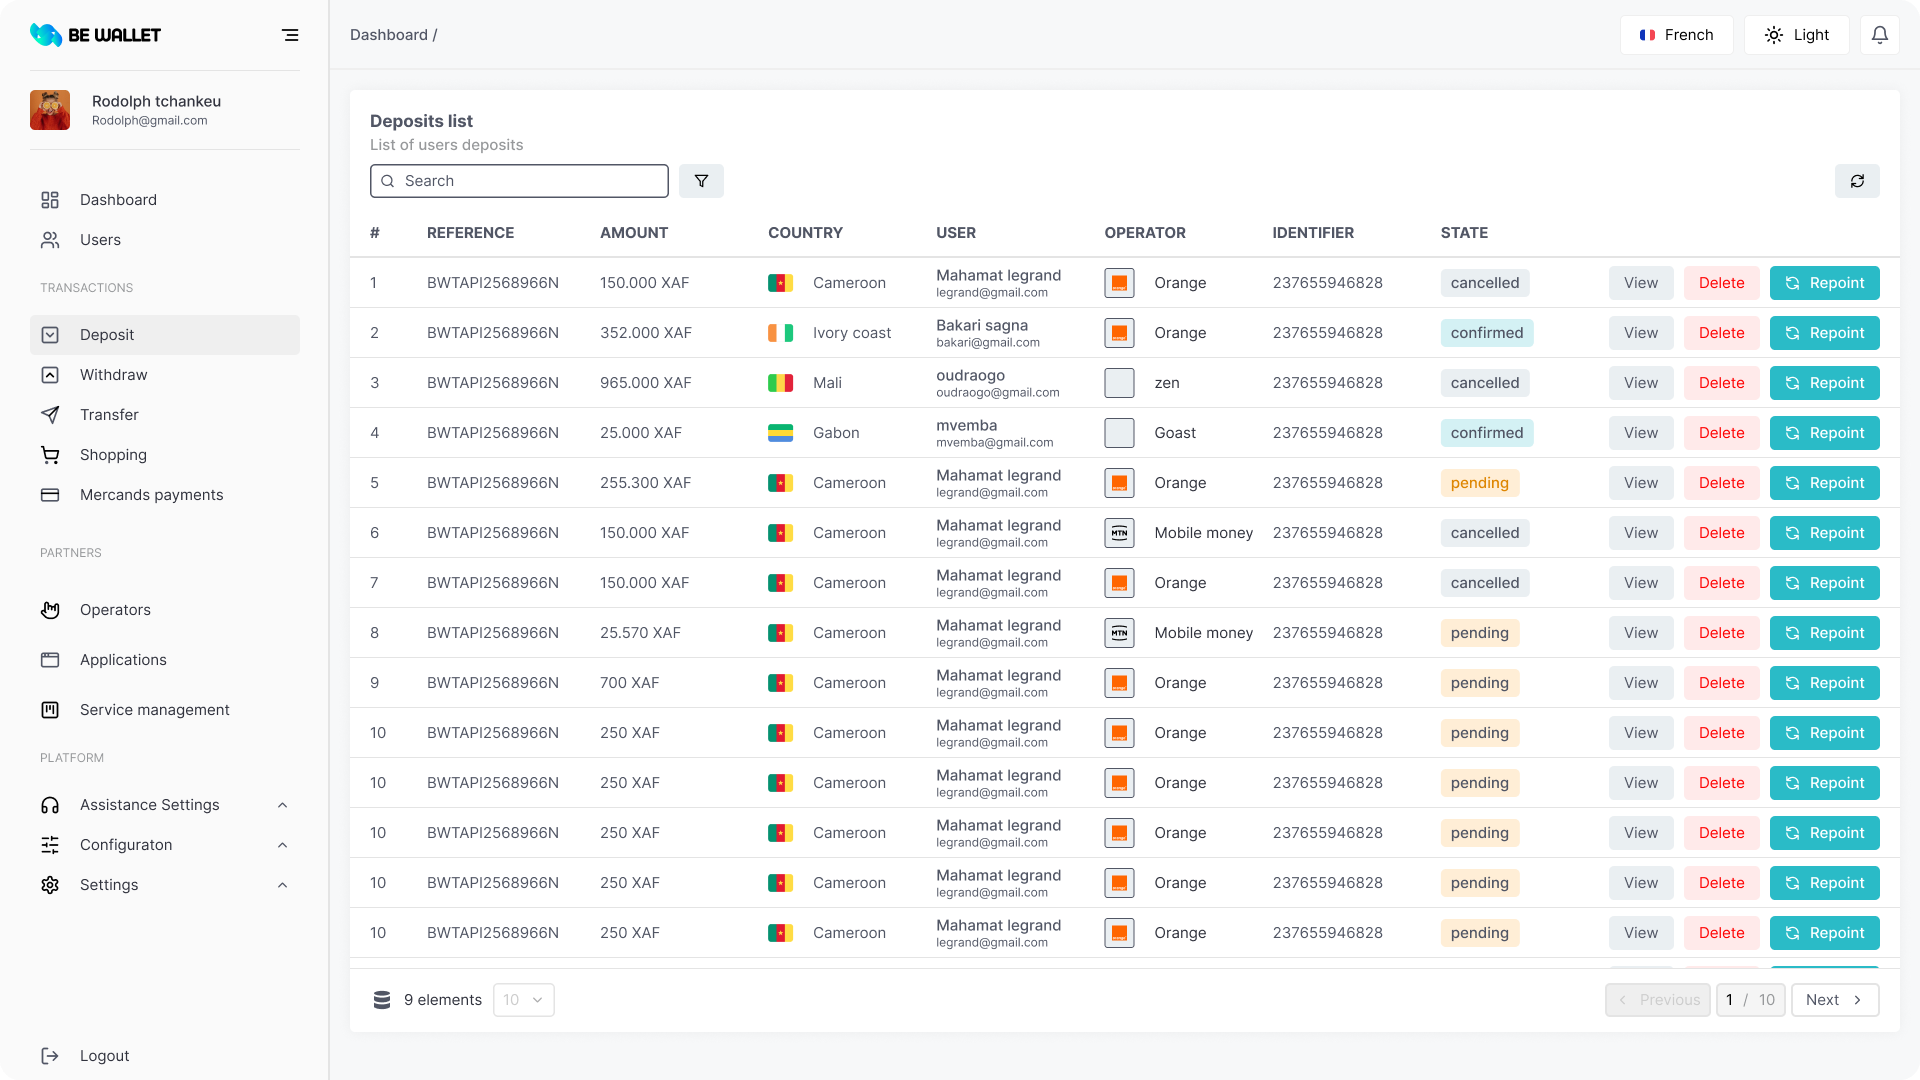 BE WALLET
Rodolph tchankeu
Rodolph@gmail.com
Dashboard
Users
TRANSACTIONS
Deposit
Withdraw
Transfer
Shopping
Mercands payments
PARTNERS
Operators
Applications
Service management
PLATFORM
Assistance Settings
Configuraton
Settings
Logout
Dashboard /
French
Light
Deposits list
List of users deposits
Search
# REFERENCE AMOUNT COUNTRY USER OPERATOR IDENTIFIER STATE
1 BWTAPI2568966N 150.000 XAF Cameroon Mahamat legrand legrand@gmail.com Orange 237655946828 cancelled View Delete Repoint
2 BWTAPI2568966N 352.000 XAF Ivory coast Bakari sagna bakari@gmail.com Orange 237655946828 confirmed View Delete Repoint
3 BWTAPI2568966N 965.000 XAF Mali oudraogo oudraogo@gmail.com zen 237655946828 cancelled View Delete Repoint
4 BWTAPI2568966N 25.000 XAF Gabon mvemba mvemba@gmail.com Goast 237655946828 confirmed View Delete Repoint
5 BWTAPI2568966N 255.300 XAF Cameroon Mahamat legrand legrand@gmail.com Orange 237655946828 pending View Delete Repoint
6 BWTAPI2568966N 150.000 XAF Cameroon Mahamat legrand legrand@gmail.com MTN Mobile money 237655946828 cancelled View Delete Repoint
7 BWTAPI2568966N 150.000 XAF Cameroon Mahamat legrand legrand@gmail.com Orange 237655946828 cancelled View Delete Repoint
8 BWTAPI2568966N 25.570 XAF Cameroon Mahamat legrand legrand@gmail.com MTN Mobile money 237655946828 pending View Delete Repoint
9 BWTAPI2568966N 700 XAF Cameroon Mahamat legrand legrand@gmail.com Orange 237655946828 pending View Delete Repoint
10 BWTAPI2568966N 250 XAF Cameroon Mahamat legrand legrand@gmail.com Orange 237655946828 pending View Delete Repoint
10 BWTAPI2568966N 250 XAF Cameroon Mahamat legrand legrand@gmail.com Orange 237655946828 pending View Delete Repoint
10 BWTAPI2568966N 250 XAF Cameroon Mahamat legrand legrand@gmail.com Orange 237655946828 pending View Delete Repoint
10 BWTAPI2568966N 250 XAF Cameroon Mahamat legrand legrand@gmail.com Orange 237655946828 pending View Delete Repoint
10 BWTAPI2568966N 250 XAF Cameroon Mahamat legrand legrand@gmail.com Orange 237655946828 pending View Delete Repoint
9 elements 10 Previous 1 / 10 Next